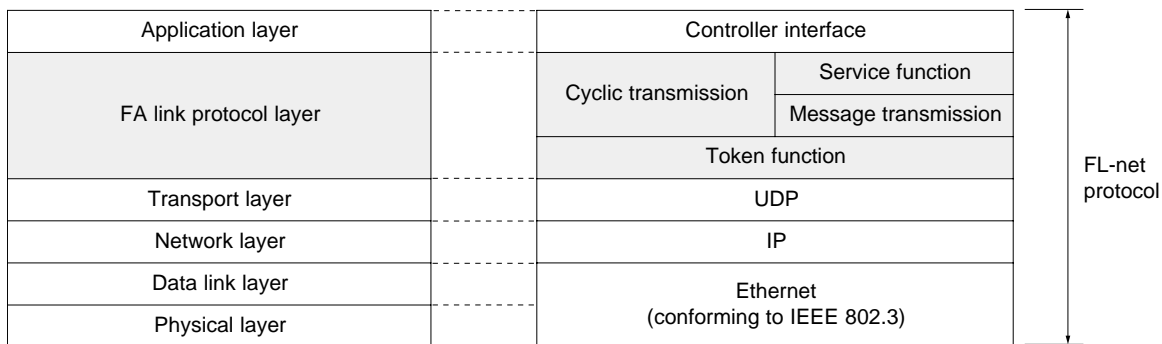 Application layer
Controller interface
FA link protocol layer
Cyclic transmission
Service function
Message transmission
Token function
Transport layer
UDP
Network layer
IP
Data link layer
Physical layer
Ethernet
(conforming to IEEE 802.3)
FL-net
protocol